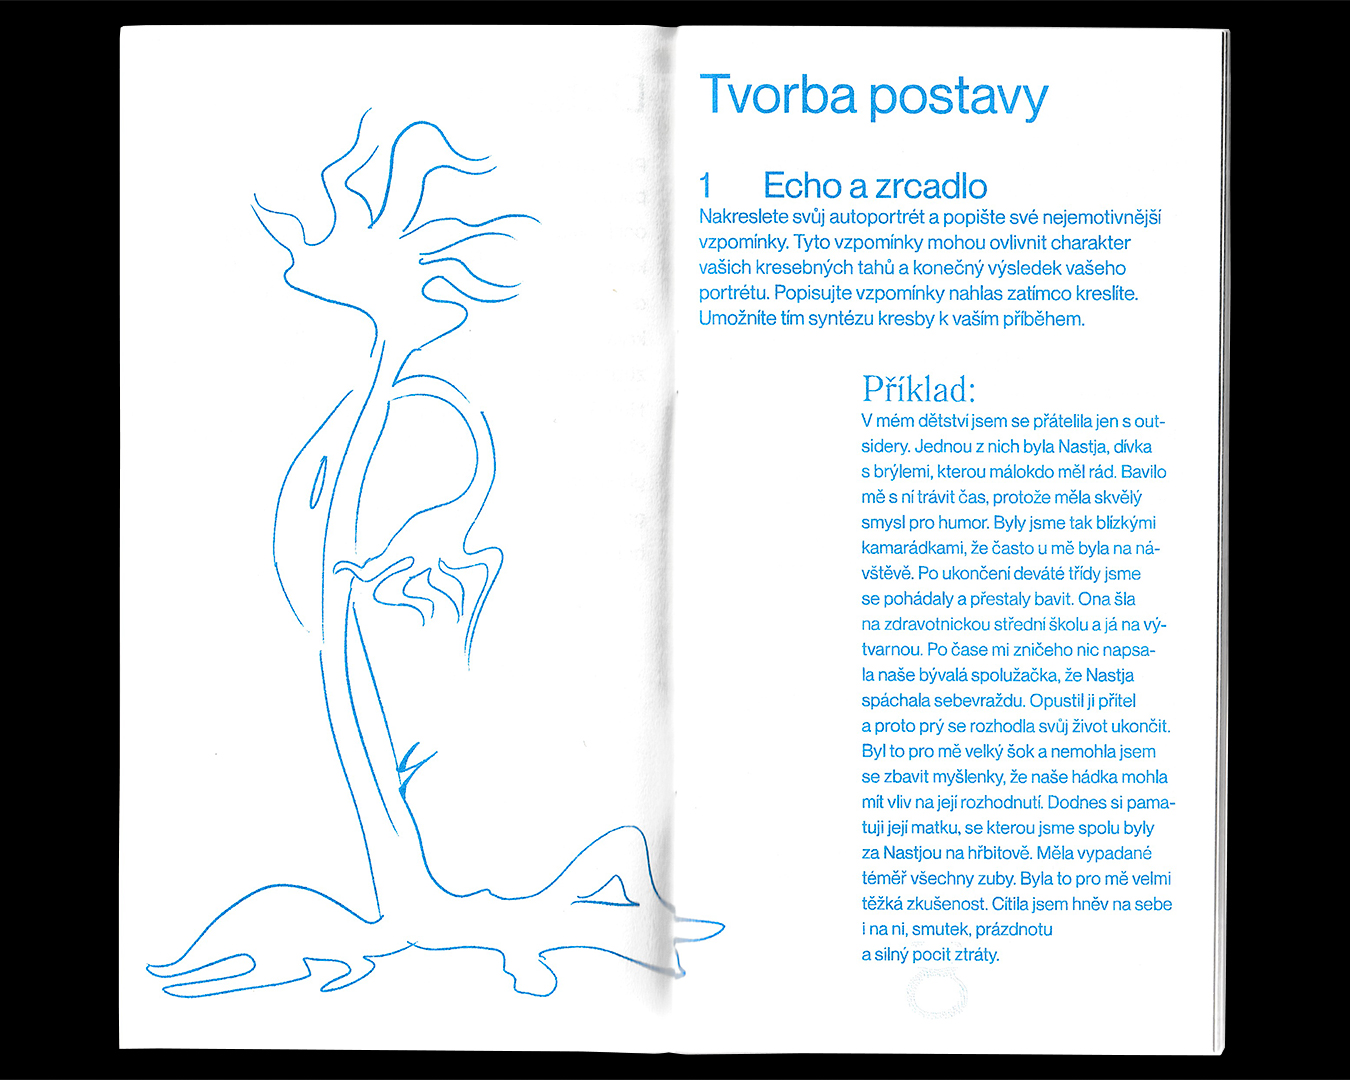 Tvorba postavy
1 Echo a zrcadlo
Nakreslete svůj autoportrét a popište své nejemotivnější
vzpomínky. Tyto vzpomínky mohou ovlivnit charakter
vašich kresebných tahů a konečný výsledek vašeho
portrétu. Popisujte vzpomínky nahlas zatímco kreslíte.
Umožníte tím syntézu kresby k vaším příběhem.
Příklad:
V mém dětství jsem se přátelila jen s out-
sidery. Jednou z nich byla Nastja, dívka
s brýlemi, kterou málokdo měl rád. Bavilo
mě s ní trávit čas, protože měla skvělý
smysl pro humor. Byly jsme tak blízkými
kamarádkami, že často u mě byla na ná-
vštěvě. Po ukončení deváté třídy jsme
se pohádaly a přestaly bavit. Ona šla
na zdravotnickou střední školu a já na vý-
tvarnou. Po čase mi zničeho nic napsa-
la naše bývalá spolužačka, že Nastja
spáchala sebevraždu. Opustil ji přítel
a proto prý se rozhodla svůj život ukončit.
Byl to pro mě velký šok a nemohla jsem
se zbavit myšlenky, že naše hádka mohla
mít vliv na její rozhodnutí. Dodnes si pama-
tuji její matku, se kterou jsme spolu byly
za Nastjou na hřbitově. Měla vypadané
téměř všechny zuby. Byla to pro mě velmi
těžká zkušenost. Cítila jsem hněv na sebe
i na ni, smutek, prázdnotu
a silný pocit ztráty.